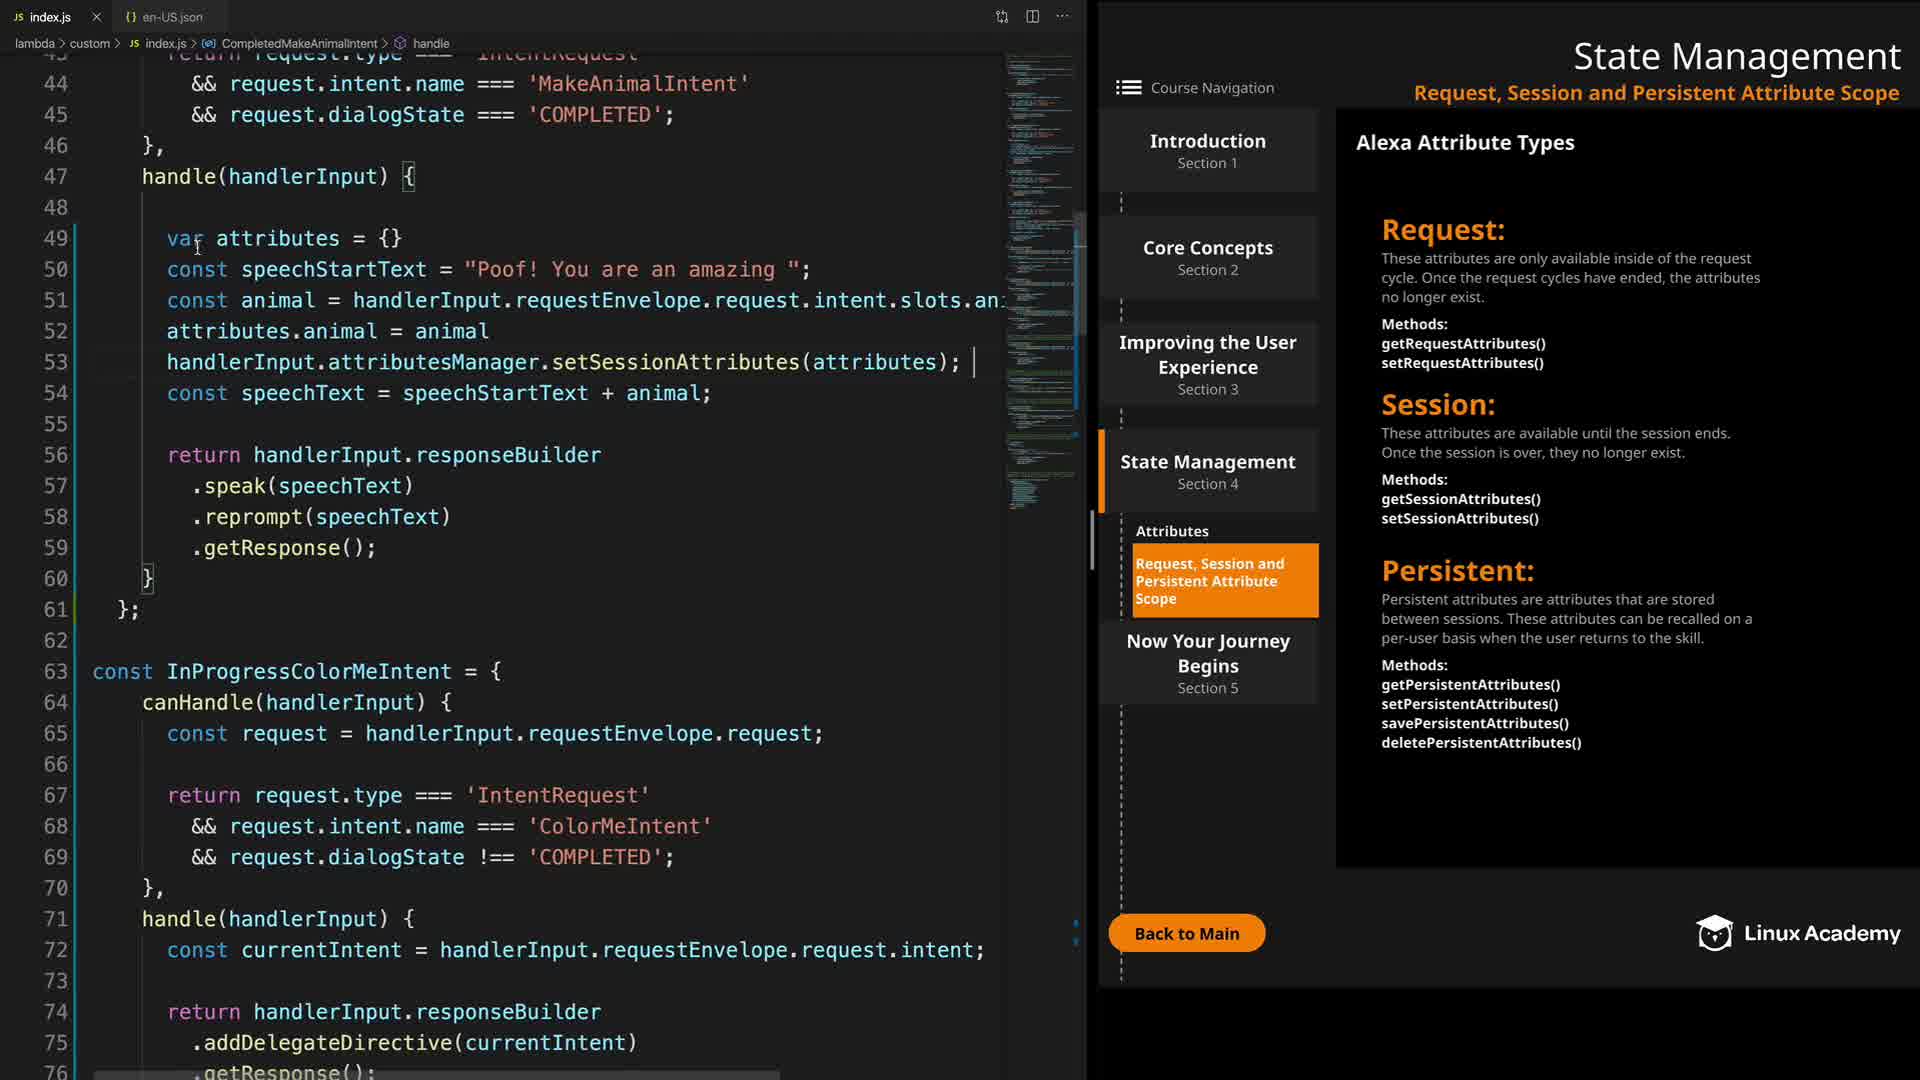 JS index.js
{} en-US.json
lambda > custom > JS index.js > CompletedMakeAnimalIntent > handle
43 return request.type === 'IntentRequest'
44 && request.intent.name === 'MakeAnimalIntent'
45 && request.dialogState === 'COMPLETED';
46 },
47 handle(handlerInput) {
48
49 var attributes = {}
50 const speechStartText = "Poof! You are an amazing ";
51 const animal = handlerInput.requestEnvelope.request.intent.slots.ani
52 attributes.animal = animal
53 handlerInput.attributesManager.setSessionAttributes(attributes);
54 const speechText = speechStartText + animal;
55
56 return handlerInput.responseBuilder
57 .speak(speechText)
58 .reprompt(speechText)
59 .getResponse();
60 }
61 };
62
63 const InProgressColorMeIntent = {
64 canHandle(handlerInput) {
65 const request = handlerInput.requestEnvelope.request;
66
67 return request.type === 'IntentRequest'
68 && request.intent.name === 'ColorMeIntent'
69 && request.dialogState !== 'COMPLETED';
70 },
71 handle(handlerInput) {
72 const currentIntent = handlerInput.requestEnvelope.request.intent;
73
74 return handlerInput.responseBuilder
75 .addDelegateDirective(currentIntent)
76 .getResponse();
State Management
Request, Session and Persistent Attribute Scope
Course Navigation
Introduction
Section 1
Core Concepts
Section 2
Improving the User
Experience
Section 3
State Management
Section 4
Attributes
Request, Session and
Persistent Attribute
Scope
Now Your Journey
Begins
Section 5
Back to Main
Alexa Attribute Types
Request:
These attributes are only available inside of the request
cycle. Once the request cycles have ended, the attributes
no longer exist.
Methods:
getRequestAttributes()
setRequestAttributes()
Session:
These attributes are available until the session ends.
Once the session is over, they no longer exist.
Methods:
getSessionAttributes()
setSessionAttributes()
Persistent:
Persistent attributes are attributes that are stored
between sessions. These attributes can be recalled on a
per-user basis when the user returns to the skill.
Methods:
getPersistentAttributes()
setPersistentAttributes()
savePersistentAttributes()
deletePersistentAttributes()
Linux Academy